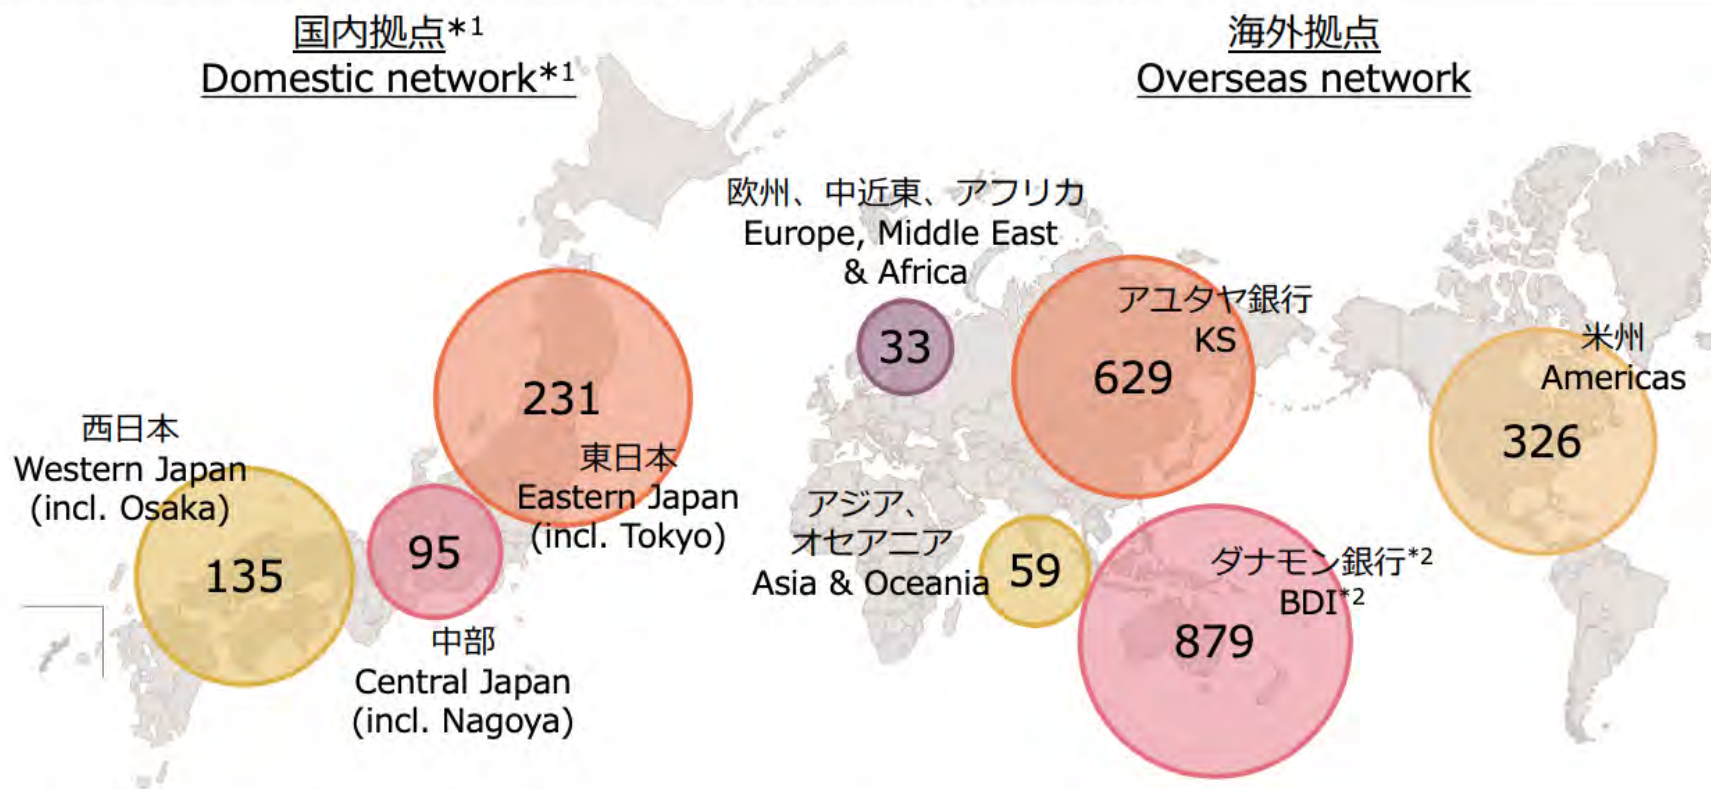 国内拠点*1
Domestic network*1
231
東日本
Eastern Japan
(incl. Tokyo)
西日本
Western Japan
(incl. Osaka)
135
95
中部
Central Japan
(incl. Nagoya)
海外拠点
Overseas network
欧州、中近東、アフリカ
Europe, Middle East
& Africa
33
アユタヤ銀行
KS
629
米州
Americas
326
アジア、
オセアニア
Asia & Oceania
59
ダナモン銀行*2
BDI*2
879